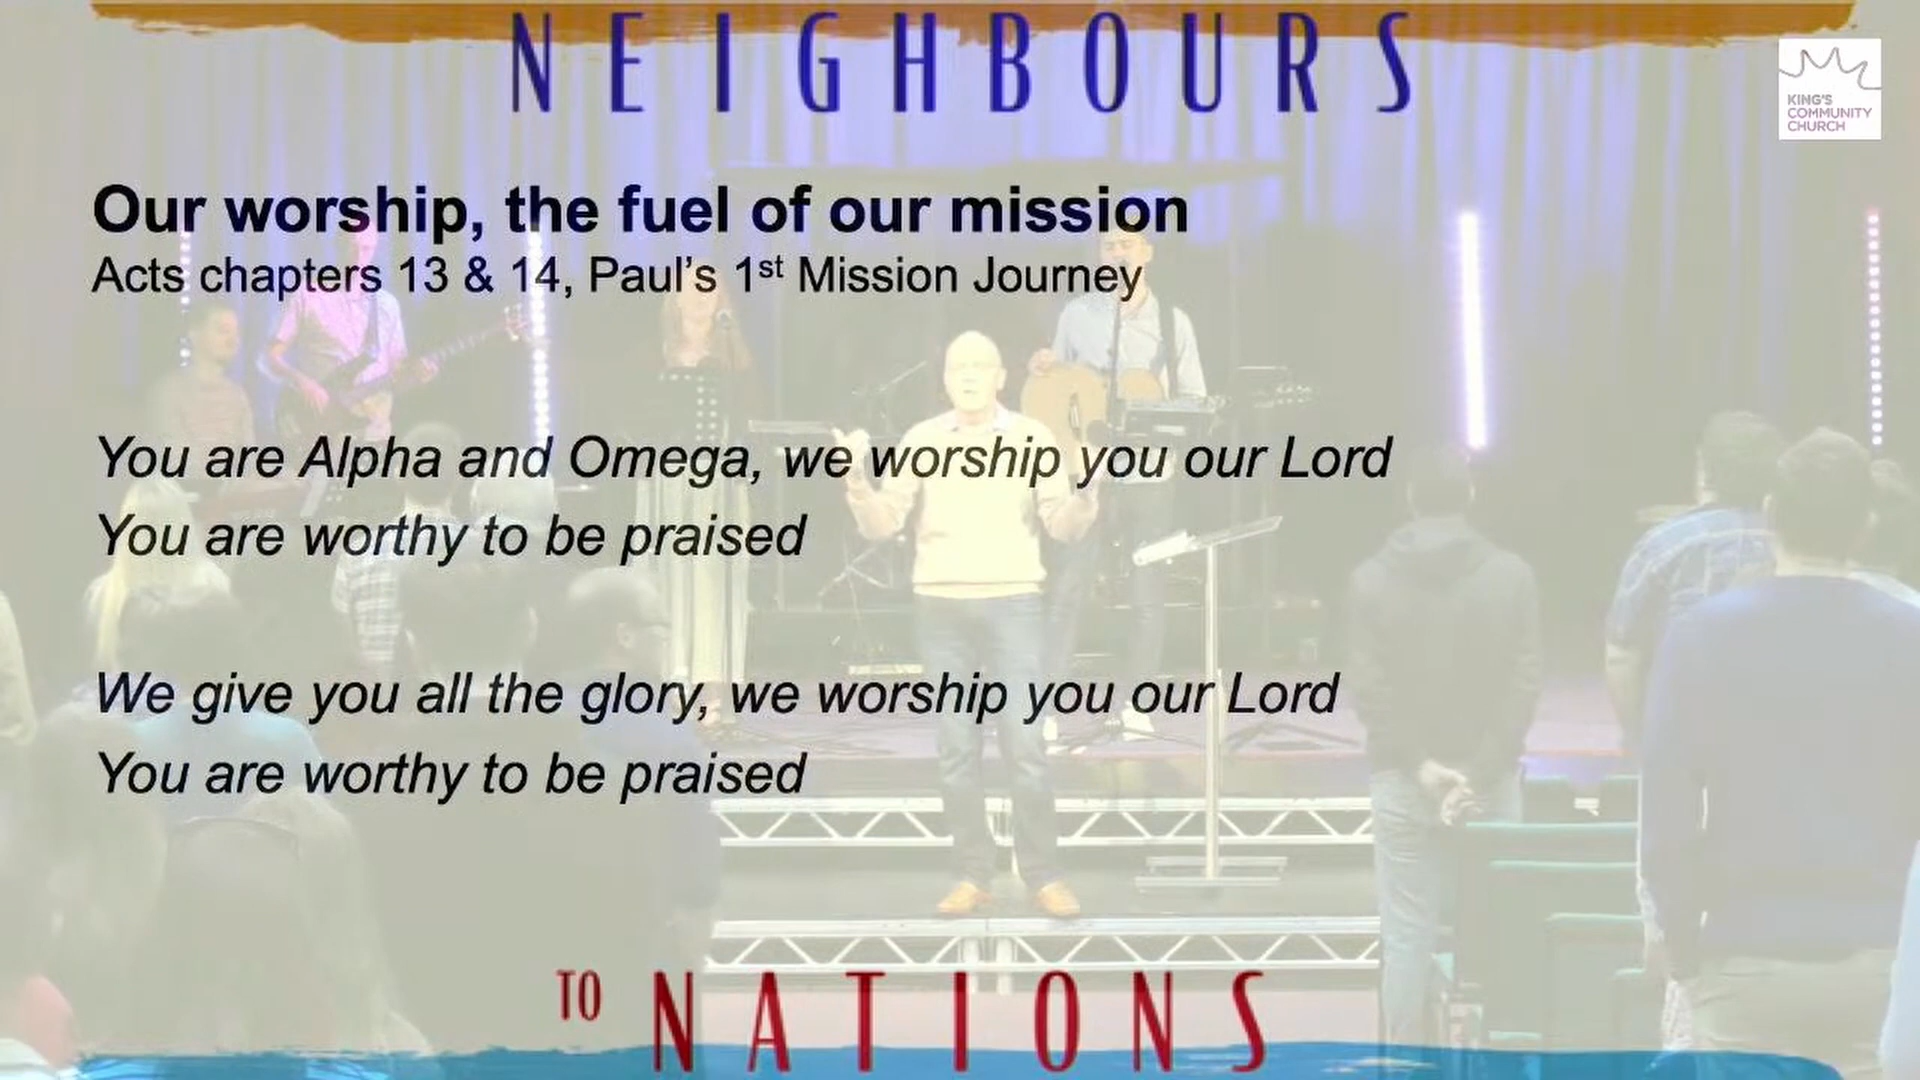 NEIGHBOURS
KING'S
COMMUNITY
CHURCH
Our worship, the fuel of our mission
Acts chapters 13 & 14, Paul’s 1st Mission Journey
You are Alpha and Omega, we worship you our Lord
You are worthy to be praised
We give you all the glory, we worship you our Lord
You are worthy to be praised
TO NATIONS